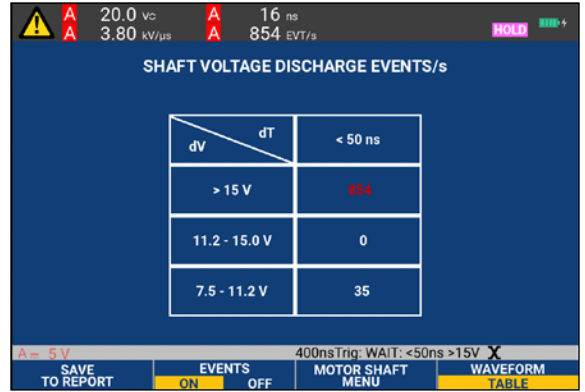 A 20.0 VC A 16 ns
A 3.80 kV/µs A 854 EVT/s HOLD
SHAFT VOLTAGE DISCHARGE EVENTS/s
dV dT < 50 ns
> 15 V 854
11.2 - 15.0 V 0
7.5 - 11.2 V 35
A= 5 V 400nsTrig: WAIT: <50ns >15V X
SAVE TO REPORT EVENTS ON OFF MOTOR SHAFT MENU WAVEFORM TABLE